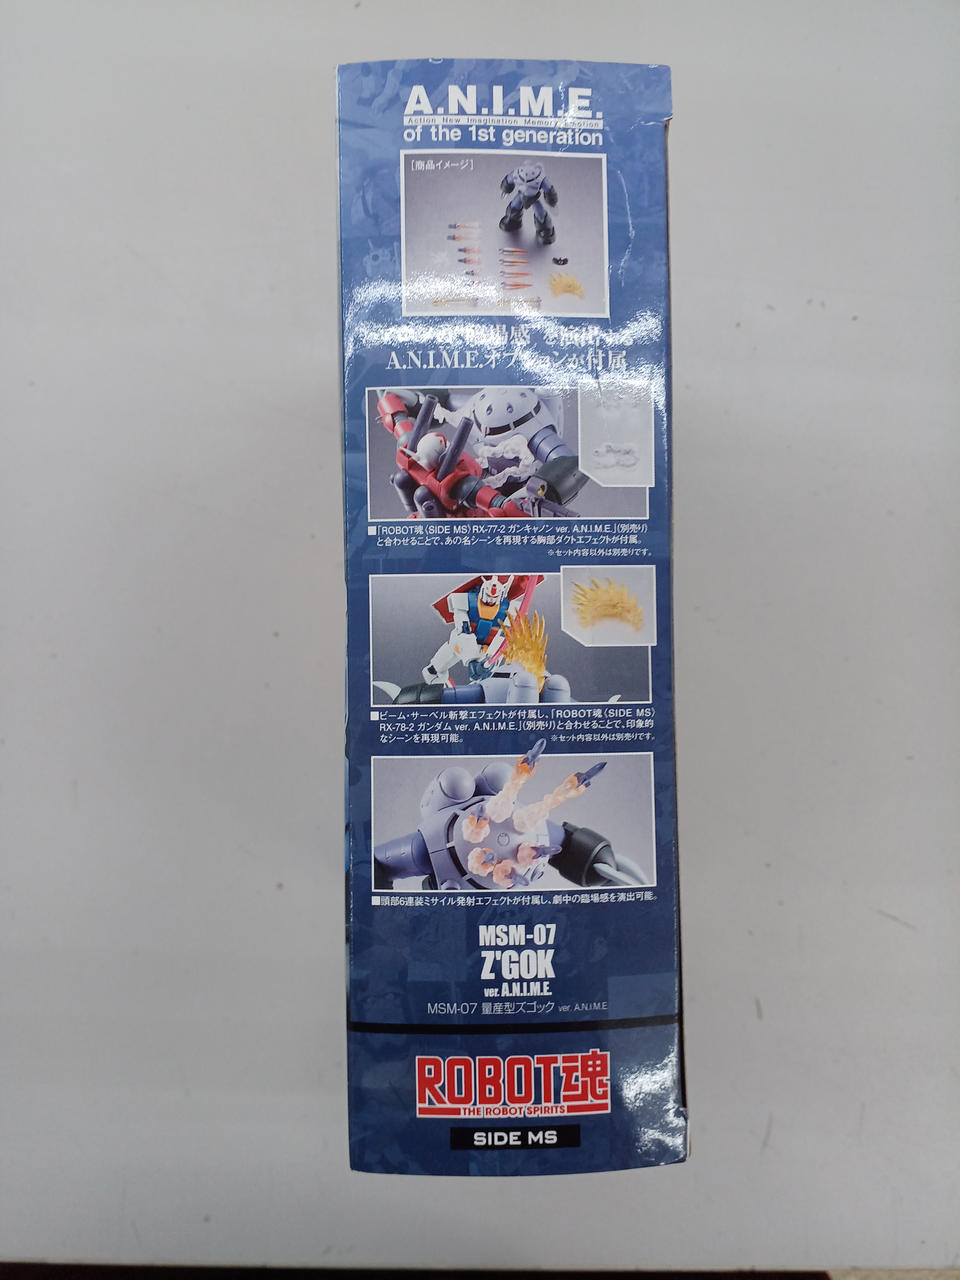 A.N.I.M.E.
Action New Imagination Memory Emotion
of the 1st generation
[商品イメージ]
場感"を演出
A.N.I.M.E.オプションが付属
■「ROBOT魂〈SIDE MS〉RX-77-2 ガンキャノン ver. A.N.I.M.E.」(別売り)
と合わせることで、あの名シーンを再現する胸部ダクトエフェクトが付属。
※セット内容以外は別売りです。
■ビーム・サーベル斬撃エフェクトが付属し、「ROBOT魂〈SIDE MS〉
RX-78-2 ガンダム ver. A.N.I.M.E.」(別売り)と合わせることで、印象的
なシーンを再現可能。 ※セット内容以外は別売りです。
■頭部6連装ミサイル発射エフェクトが付属し、劇中の臨場感を演出可能。
MSM-07
Z'GOK
ver. A.N.I.M.E.
MSM-07 量産型ズゴック ver. A.N.I.M.E
ROBOT魂
THE ROBOT SPIRITS
SIDE MS